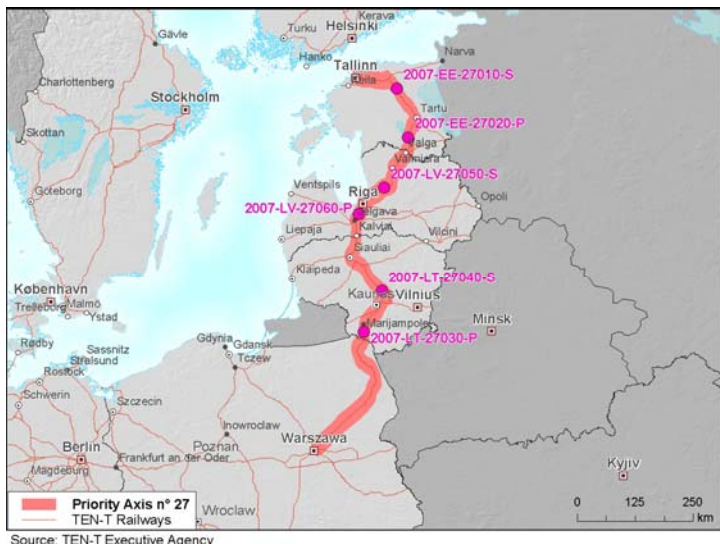 Gävle
Turku
Kerava
Helsinki
Hanko
Narva
Charlottenberg
Tallinn
Keila
2007-EE-27010-S
Stockholm
Tartu
2007-EE-27020-P
Skottan
Valga
Valmiera
2007-LV-27050-S
Ventspils
Göteborg
Riga
Opoli
2007-LV-27060-P
Jelgava
Liepaja
Kalvjai
Vilcini
Siauliai
Klaipeda
2007-LT-27040-S
København
Kaunas
Vilnius
Trelleborg
Malmö
Ystad
Marijampole
Minsk
2007-LT-27030-P
Gdynia
Gdansk
Rødby
Sassnitz
Tczew
Stralsund
Rostock
Schwerin
Szczecin
Inowroclaw
Poznan
Warszawa
Berlin
Frankfurt an der Oder
Magdeburg
Kyjiv
Priority Axis n° 27
TEN-T Railways
Wroclaw
0 125 250
km
Source: TEN-T Executive Agency